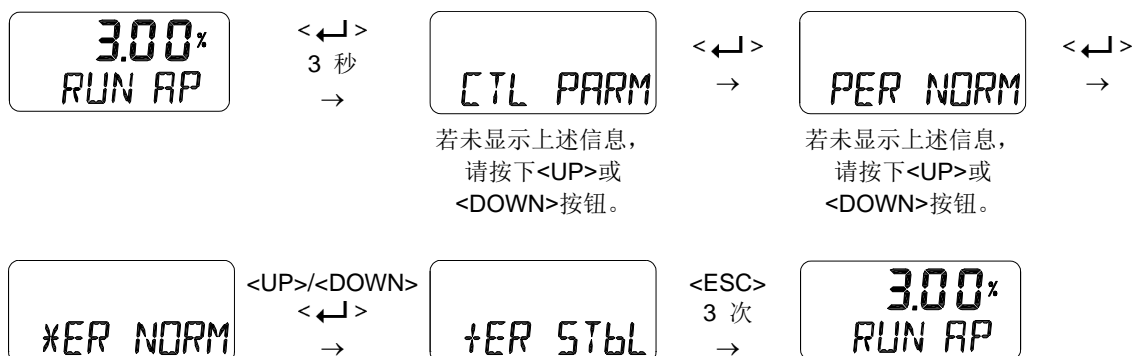 3.00%
RUN AP
<↵>
3 秒
→
CTL PARM
若未显示上述信息，
请按下<UP>或
<DOWN>按钮。
<↵>
→
PER NORM
若未显示上述信息，
请按下<UP>或
<DOWN>按钮。
<↵>
→
*ER NORM
<UP>/<DOWN>
<↵>
→
+ER STbL
<ESC>
3 次
→
3.00%
RUN AP